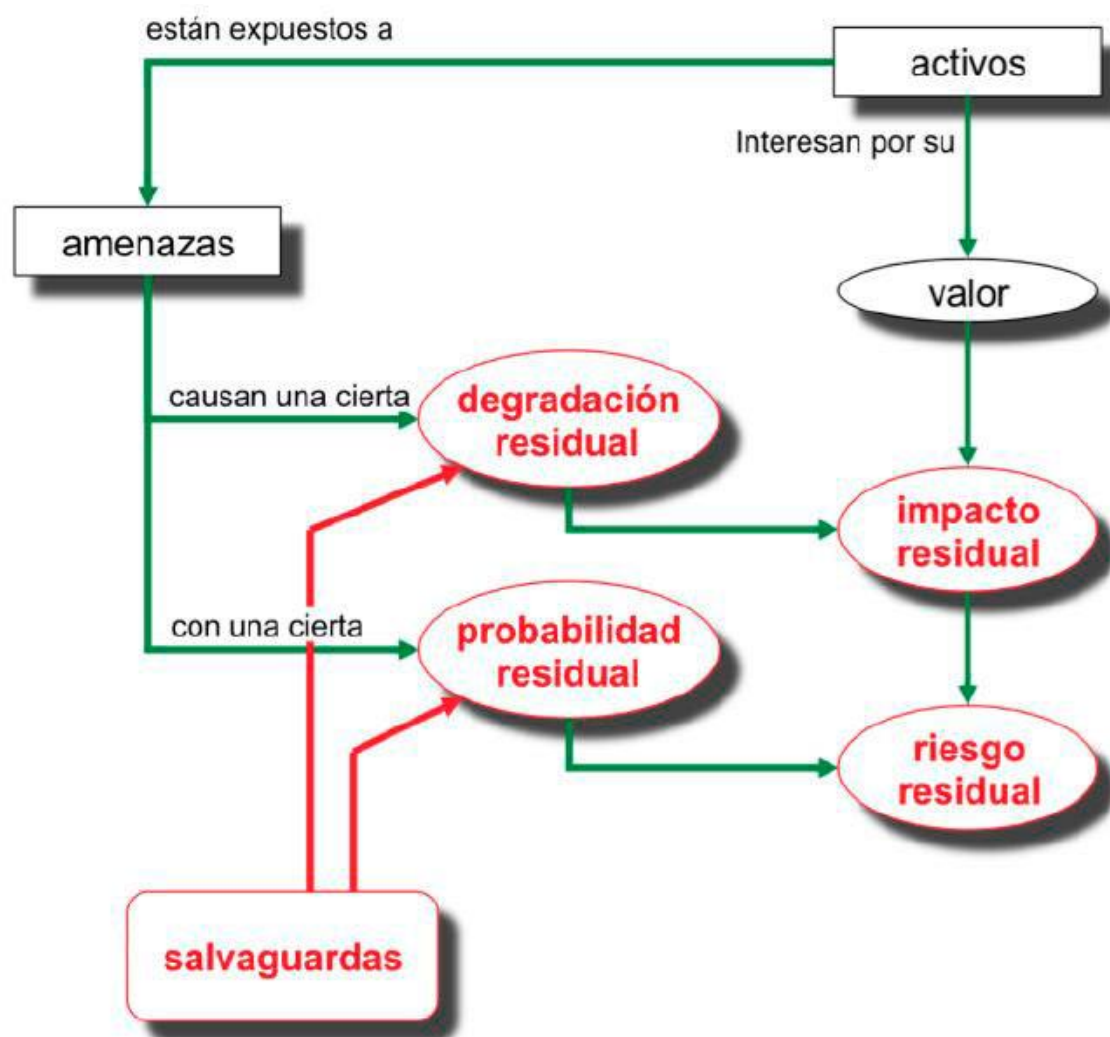 están expuestos a
activos
Interesan por su
amenazas
valor
causan una cierta
degradación
residual
impacto
residual
con una cierta
probabilidad
residual
riesgo
residual
salvaguardas